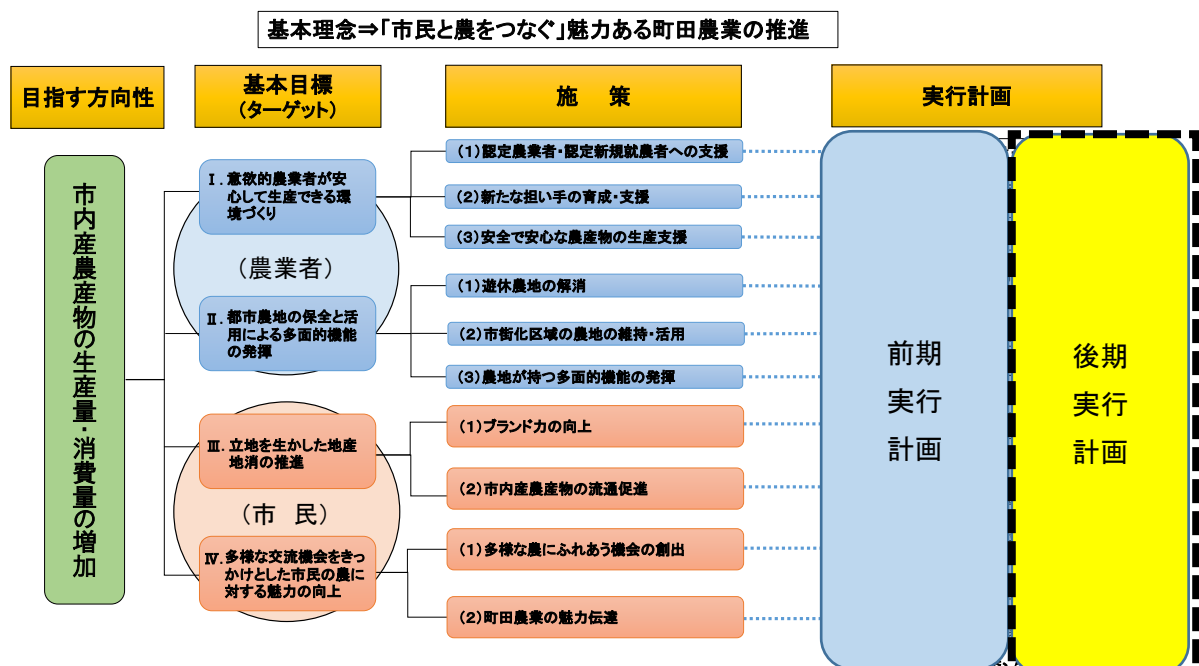 基本理念⇒「市民と農をつなぐ」魅力ある町田農業の推進
目指す方向性
基本目標
(ターゲット)
施 策
実行計画
市内産農産物の生産量・消費量の増加
Ⅰ. 意欲的農業者が安
心して生産できる環
境づくり
(農業者)
Ⅱ. 都市農地の保全と活
用による多面的機能
の発揮
Ⅲ. 立地を生かした地産
地消の推進
(市 民)
Ⅳ. 多様な交流機会をきっ
かけとした市民の農に
対する魅力の向上
(1)認定農業者・認定新規就農者への支援
(2)新たな担い手の育成・支援
(3)安全で安心な農産物の生産支援
(1)遊休農地の解消
(2)市街化区域の農地の維持・活用
(3)農地が持つ多面的機能の発揮
(1)ブランド力の向上
(2)市内産農産物の流通促進
(1)多様な農にふれあう機会の創出
(2)町田農業の魅力伝達
前期
実行
計画
後期
実行
計画